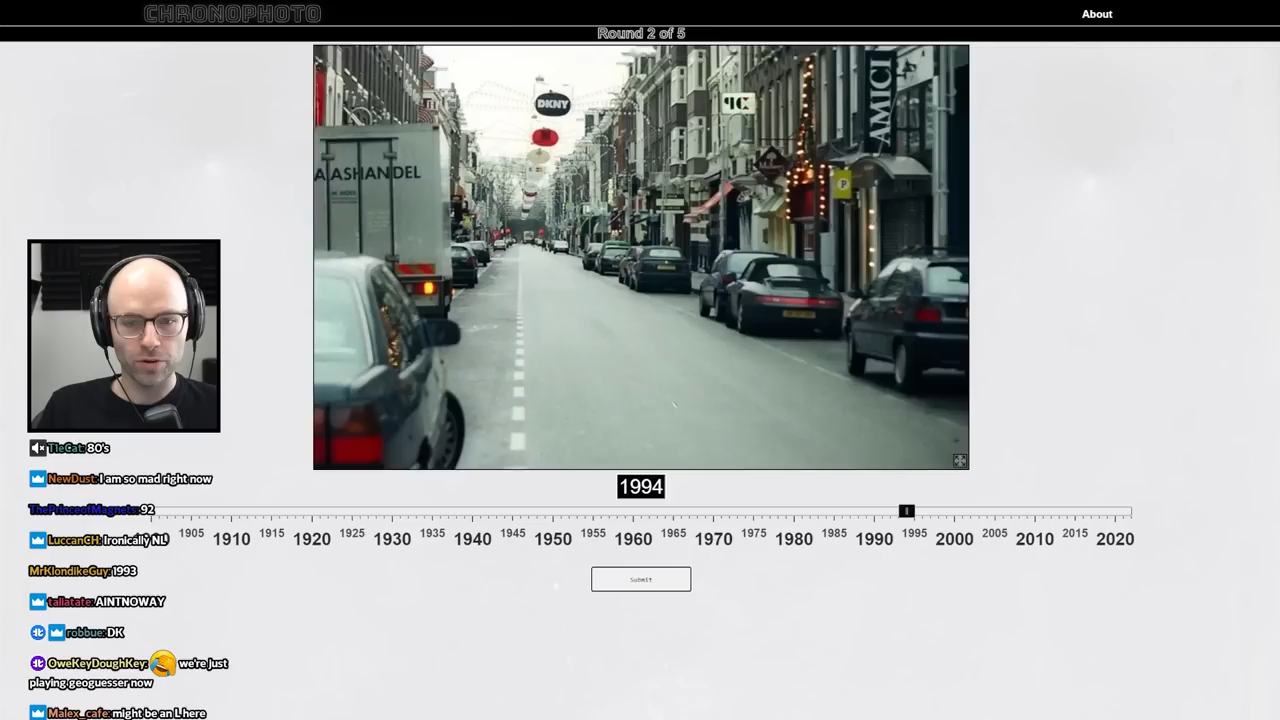 CHRONOPHOTO
About
Round 2 of 5
DKNY
AMICI
P
ASHANDEL
1994
1905 1910 1915 1920 1925 1930 1935 1940 1945 1950 1955 1960 1965 1970 1975 1980 1985 1990 1995 2000 2005 2010 2015 2020
Submit
TieCat: 80's
NewDust: I am so mad right now
ThePrinceofMagnets: 92
LuccanCH: Ironically NL
MrKlondikeGuy: 1993
tallatate: AINTNOWAY
robbue: DK
OweKeyDoughKey: 🤣 we're just
playing geoguesser now
Malex_cafe: might be an L here